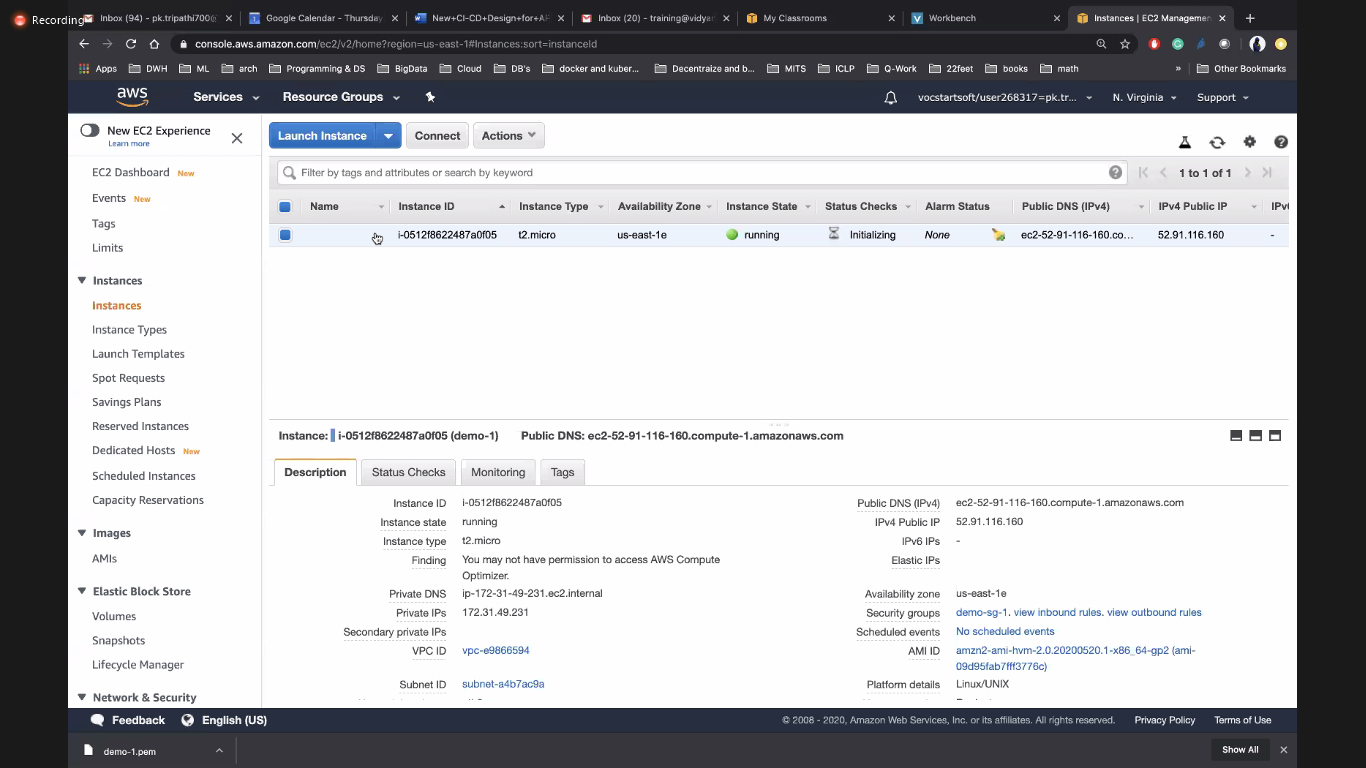 Recording
Inbox (94) - pk.tripathi700@
Google Calendar - Thursday
New+CI-CD+Design+for+AP
Inbox (20) - training@vidya
My Classrooms
Workbench
Instances | EC2 Managemen
console.aws.amazon.com/ec2/v2/home?region=us-east-1#Instances:sort=instanceId
Apps DWH ML arch Programming & DS BigData Cloud DB's docker and kuber... Decentraize and b... MITS ICLP Q-Work 22feet books math » Other Bookmarks
aws Services Resource Groups vocstartsoft/user268317=pk.tr... N. Virginia Support
New EC2 Experience
Learn more
EC2 Dashboard New
Events New
Tags
Limits
Instances
Instances
Instance Types
Launch Templates
Spot Requests
Savings Plans
Reserved Instances
Dedicated Hosts New
Scheduled Instances
Capacity Reservations
Images
AMIs
Elastic Block Store
Volumes
Snapshots
Lifecycle Manager
Network & Security
Launch Instance Connect Actions
Filter by tags and attributes or search by keyword
1 to 1 of 1
Name Instance ID Instance Type Availability Zone Instance State Status Checks Alarm Status Public DNS (IPv4) IPv4 Public IP IPv
i-0512f8622487a0f05 t2.micro us-east-1e running Initializing None ec2-52-91-116-160.co... 52.91.116.160 -
Instance: i-0512f8622487a0f05 (demo-1) Public DNS: ec2-52-91-116-160.compute-1.amazonaws.com
Description Status Checks Monitoring Tags
Instance ID i-0512f8622487a0f05
Instance state running
Instance type t2.micro
Finding You may not have permission to access AWS Compute
Optimizer.
Private DNS ip-172-31-49-231.ec2.internal
Private IPs 172.31.49.231
Secondary private IPs
VPC ID vpc-e9866594
Subnet ID subnet-a4b7ac9a
Public DNS (IPv4) ec2-52-91-116-160.compute-1.amazonaws.com
IPv4 Public IP 52.91.116.160
IPv6 IPs -
Elastic IPs
Availability zone us-east-1e
Security groups demo-sg-1. view inbound rules. view outbound rules
Scheduled events No scheduled events
AMI ID amzn2-ami-hvm-2.0.20200520.1-x86_64-gp2 (ami-
09d95fab7fff3776c)
Platform details Linux/UNIX
Feedback English (US) © 2008 - 2020, Amazon Web Services, Inc. or its affiliates. All rights reserved. Privacy Policy Terms of Use
demo-1.pem Show All